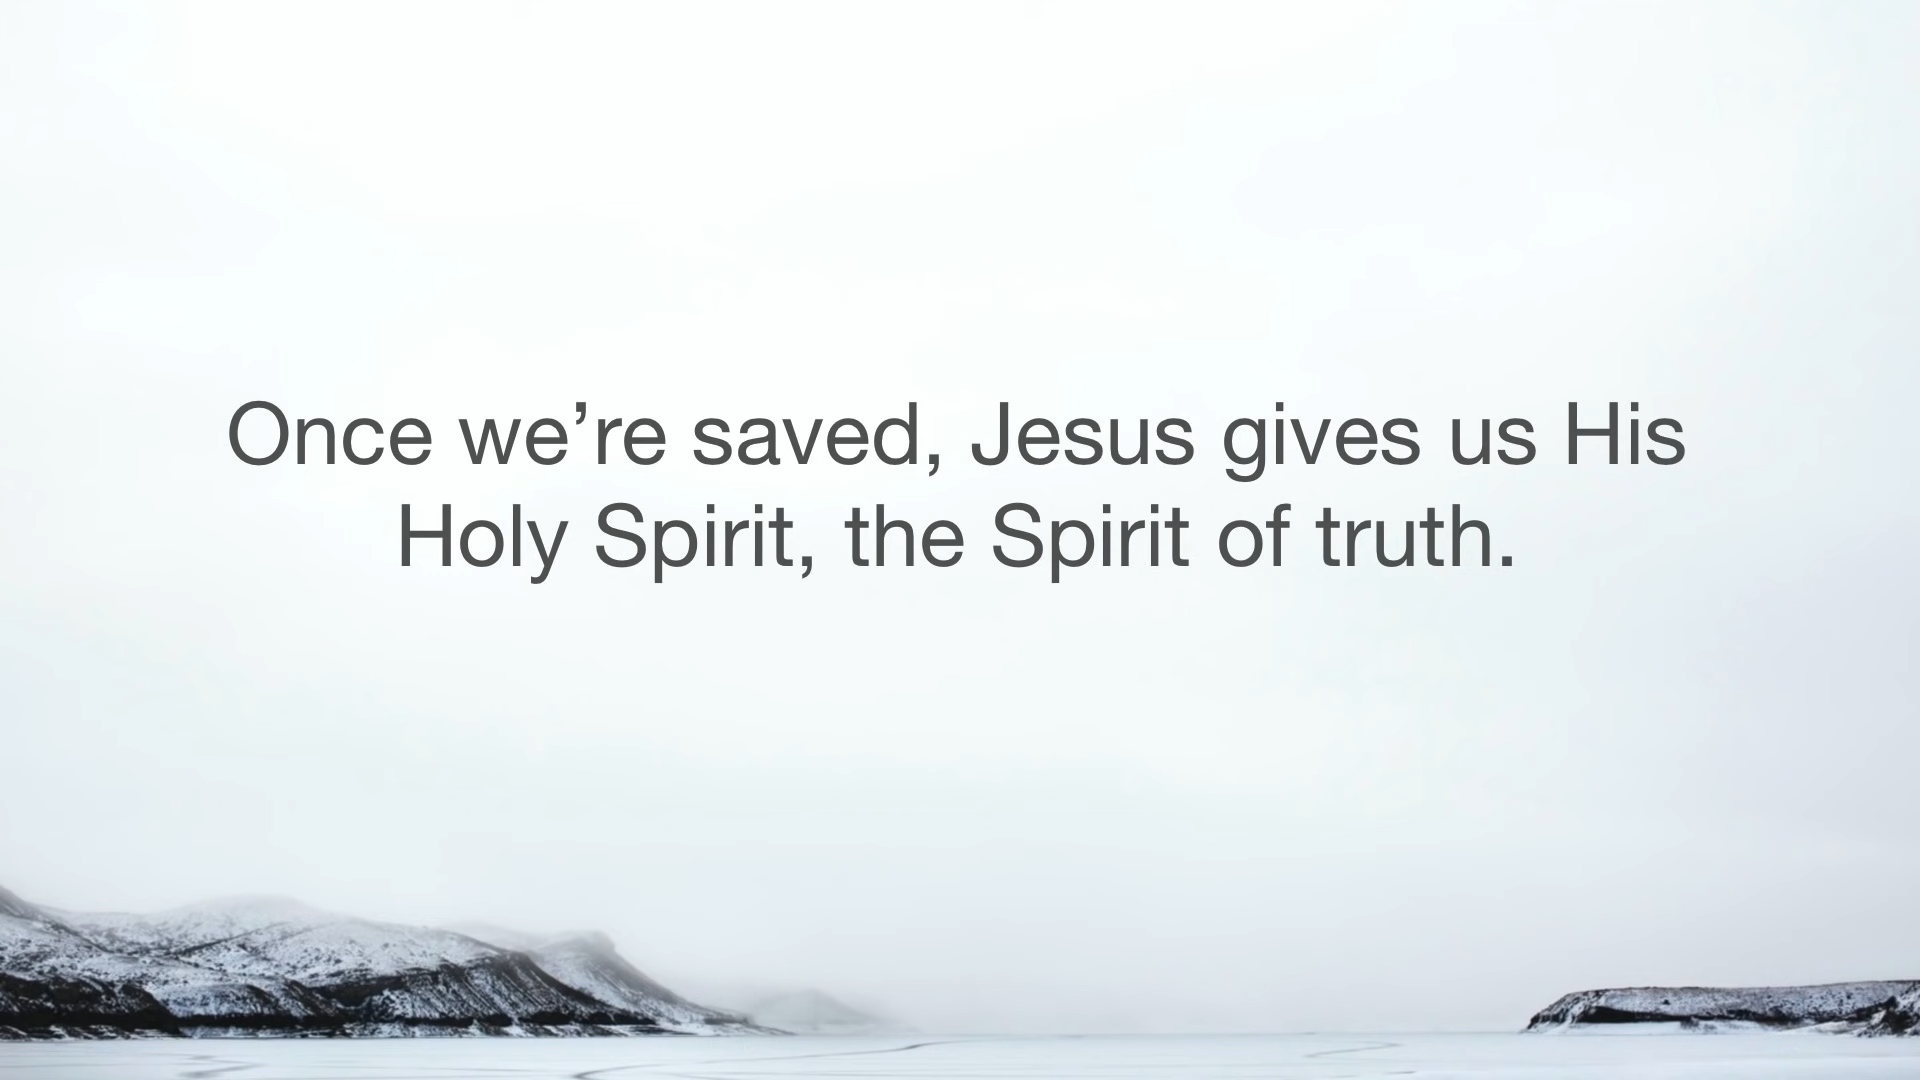 Once we’re saved, Jesus gives us His
Holy Spirit, the Spirit of truth.